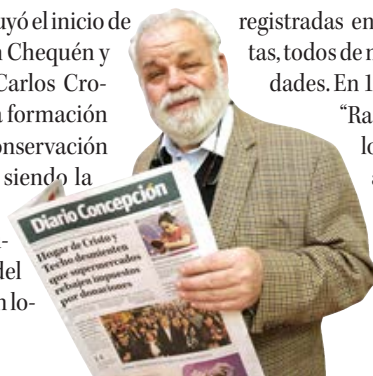 uyó el inicio de
n Chequén y
Carlos Cro-
a formación
onservación
siendo la
del
n lo-
registradas en
tas, todos de n
dades. En 1
"Ra
lo
a
Diario Concepción
Hogar de Cristo y
Techo desmienten
que supermercados
rebajen impuestos
por donaciones